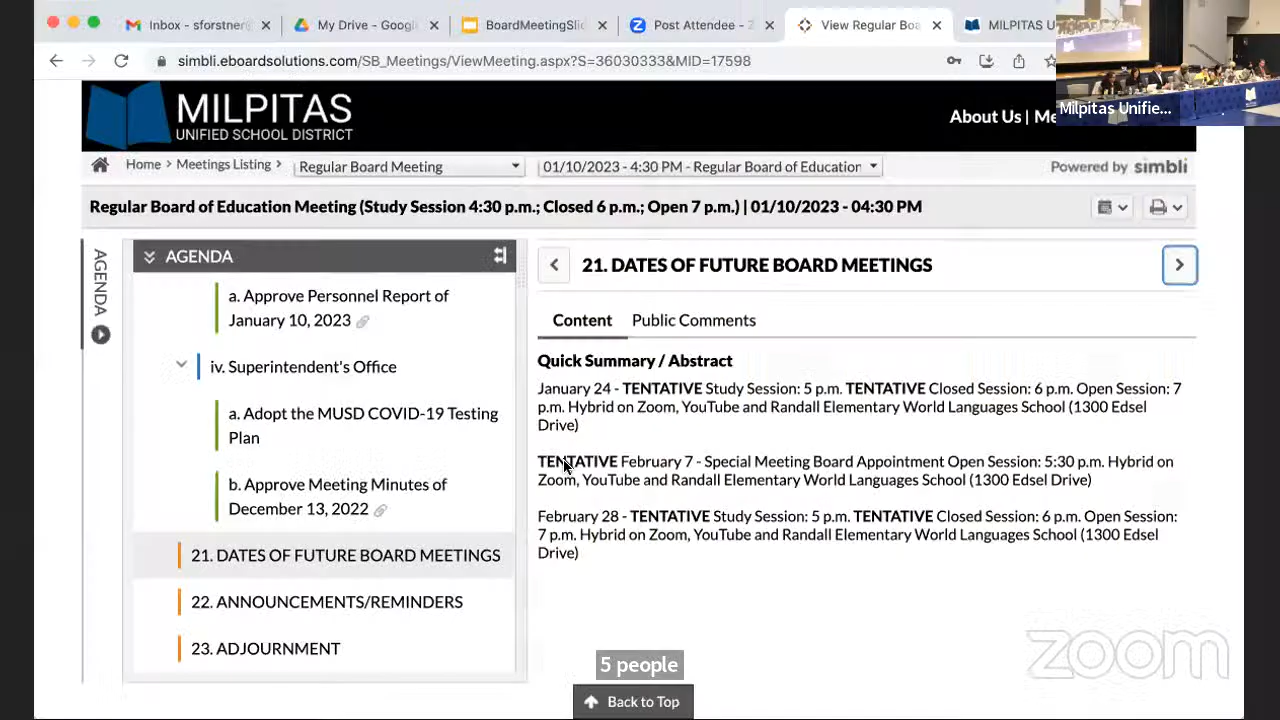 Inbox - sforstner
My Drive - Googl
BoardMeetingSli
Post Attendee - Z
View Regular Boa
MILPITAS U
simbli.eboardsolutions.com/SB_Meetings/ViewMeeting.aspx?S=36030333&MID=17598
Milpitas Unifie...
MILPITAS
UNIFIED SCHOOL DISTRICT
About Us | Me
Home > Meetings Listing >
Regular Board Meeting
01/10/2023 - 4:30 PM - Regular Board of Education
Powered by simbli
Regular Board of Education Meeting (Study Session 4:30 p.m.; Closed 6 p.m.; Open 7 p.m.) | 01/10/2023 - 04:30 PM
AGENDA
AGENDA
a. Approve Personnel Report of
January 10, 2023
iv. Superintendent's Office
a. Adopt the MUSD COVID-19 Testing
Plan
b. Approve Meeting Minutes of
December 13, 2022
21. DATES OF FUTURE BOARD MEETINGS
22. ANNOUNCEMENTS/REMINDERS
23. ADJOURNMENT
21. DATES OF FUTURE BOARD MEETINGS
Content
Public Comments
Quick Summary / Abstract
January 24 - TENTATIVE Study Session: 5 p.m. TENTATIVE Closed Session: 6 p.m. Open Session: 7
p.m. Hybrid on Zoom, YouTube and Randall Elementary World Languages School (1300 Edsel
Drive)
TENTATIVE February 7 - Special Meeting Board Appointment Open Session: 5:30 p.m. Hybrid on
Zoom, YouTube and Randall Elementary World Languages School (1300 Edsel Drive)
February 28 - TENTATIVE Study Session: 5 p.m. TENTATIVE Closed Session: 6 p.m. Open Session:
7 p.m. Hybrid on Zoom, YouTube and Randall Elementary World Languages School (1300 Edsel
Drive)
5 people
Back to Top
zoom